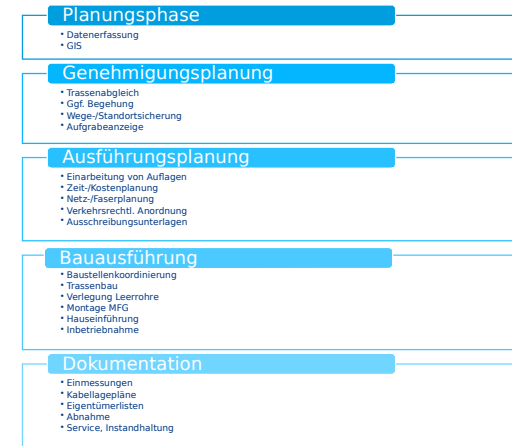 Planungsphase
• Datenerfassung
• GIS
Genehmigungsplanung
• Trassenabgleich
• Ggf. Begehung
• Wege-/Standortsicherung
• Aufgrabeanzeige
Ausführungsplanung
• Einarbeitung von Auflagen
• Zeit-/Kostenplanung
• Netz-/Faserplanung
• Verkehrsrechtl. Anordnung
• Ausschreibungsunterlagen
Bauausführung
• Baustellenkoordinierung
• Trassenbau
• Verlegung Leerrohre
• Montage MFG
• Hauseinführung
• Inbetriebnahme
Dokumentation
• Einmessungen
• Kabellagepläne
• Eigentümerlisten
• Abnahme
• Service, Instandhaltung